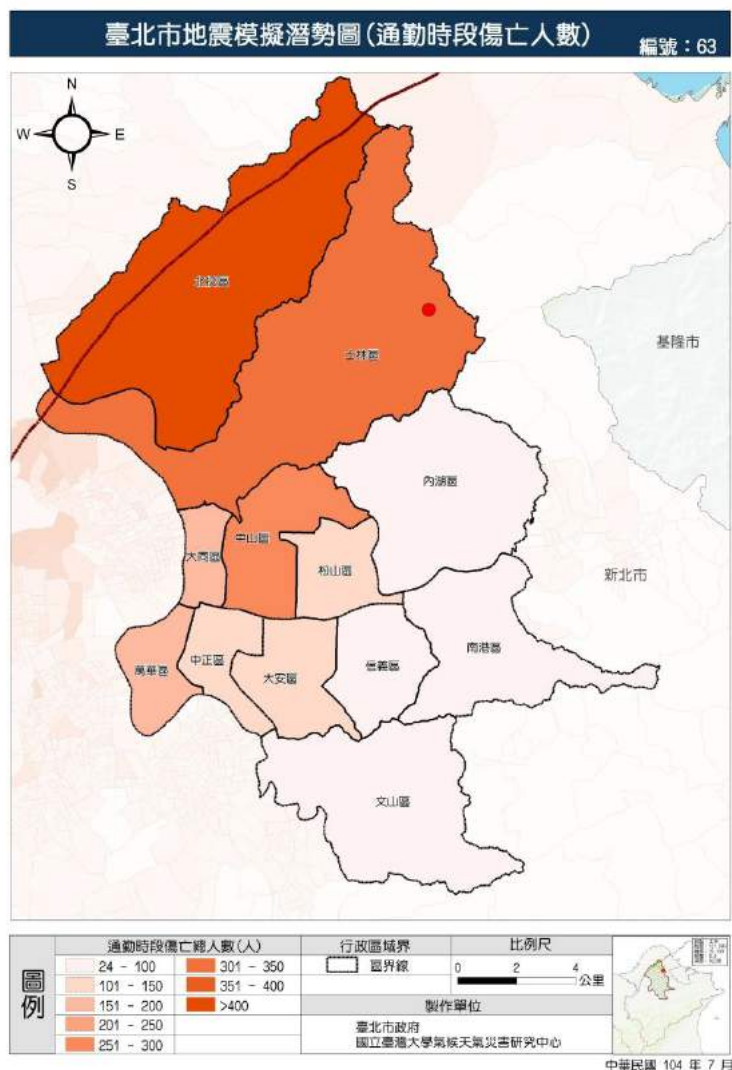 臺北市地震模擬潛勢圖(通勤時段傷亡人數)
編號：63
N
W
E
S
北投區
士林區
基隆市
內湖區
中山區
大同區
松山區
新北市
南港區
萬華區
中正區
大安區
信義區
文山區
圖例
通勤時段傷亡總人數(人)
24 - 100
101 - 150
151 - 200
201 - 250
251 - 300
301 - 350
351 - 400
>400
行政區域界
區界線
比例尺
0 2 4
公里
製作單位
臺北市政府
國立臺灣大學氣候天氣災害研究中心
中華民國 104 年 7 月